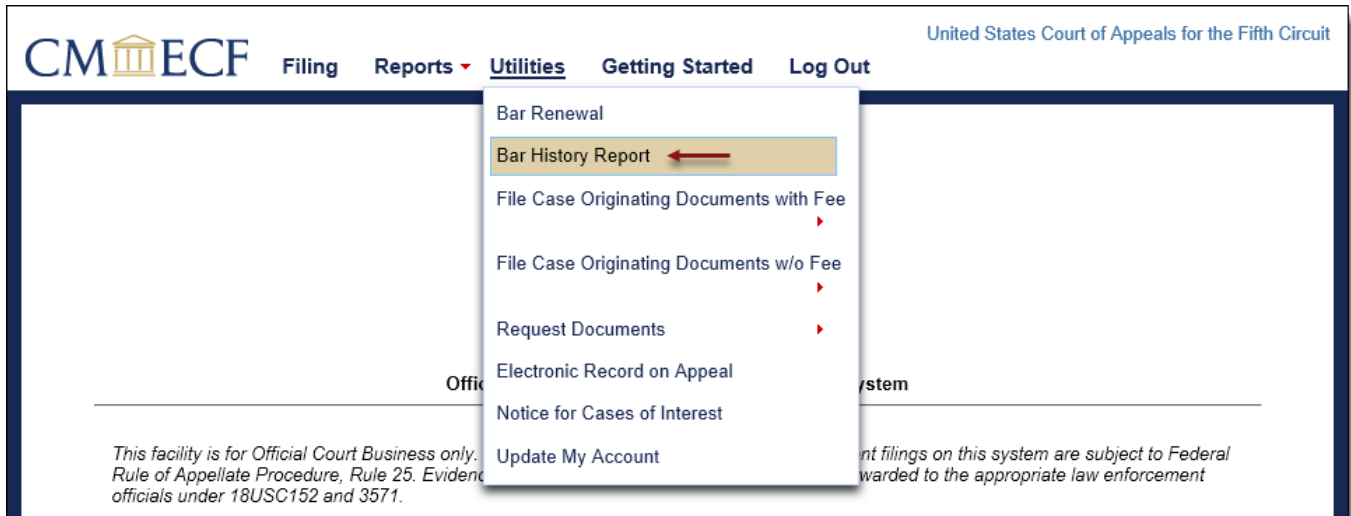 United States Court of Appeals for the Fifth Circuit
CM ECF Filing Reports Utilities Getting Started Log Out
Bar Renewal
Bar History Report
File Case Originating Documents with Fee
File Case Originating Documents w/o Fee
Request Documents
Electronic Record on Appeal
Notice for Cases of Interest
Update My Account
This facility is for Official Court Business only. nt filings on this system are subject to Federal
Rule of Appellate Procedure, Rule 25. to the appropriate law enforcement
officials under 18USC152 and 3571.